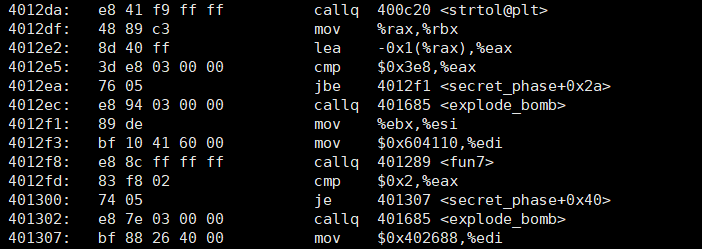 4012da: e8 41 f9 ff ff callq 400c20 <strtol@plt>
4012df: 48 89 c3 mov %rax,%rbx
4012e2: 8d 40 ff lea -0x1(%rax),%eax
4012e5: 3d e8 03 00 00 cmp $0x3e8,%eax
4012ea: 76 05 jbe 4012f1 <secret_phase+0x2a>
4012ec: e8 94 03 00 00 callq 401685 <explode_bomb>
4012f1: 89 de mov %ebx,%esi
4012f3: bf 10 41 60 00 mov $0x604110,%edi
4012f8: e8 8c ff ff ff callq 401289 <fun7>
4012fd: 83 f8 02 cmp $0x2,%eax
401300: 74 05 je 401307 <secret_phase+0x40>
401302: e8 7e 03 00 00 callq 401685 <explode_bomb>
401307: bf 88 26 40 00 mov $0x402688,%edi